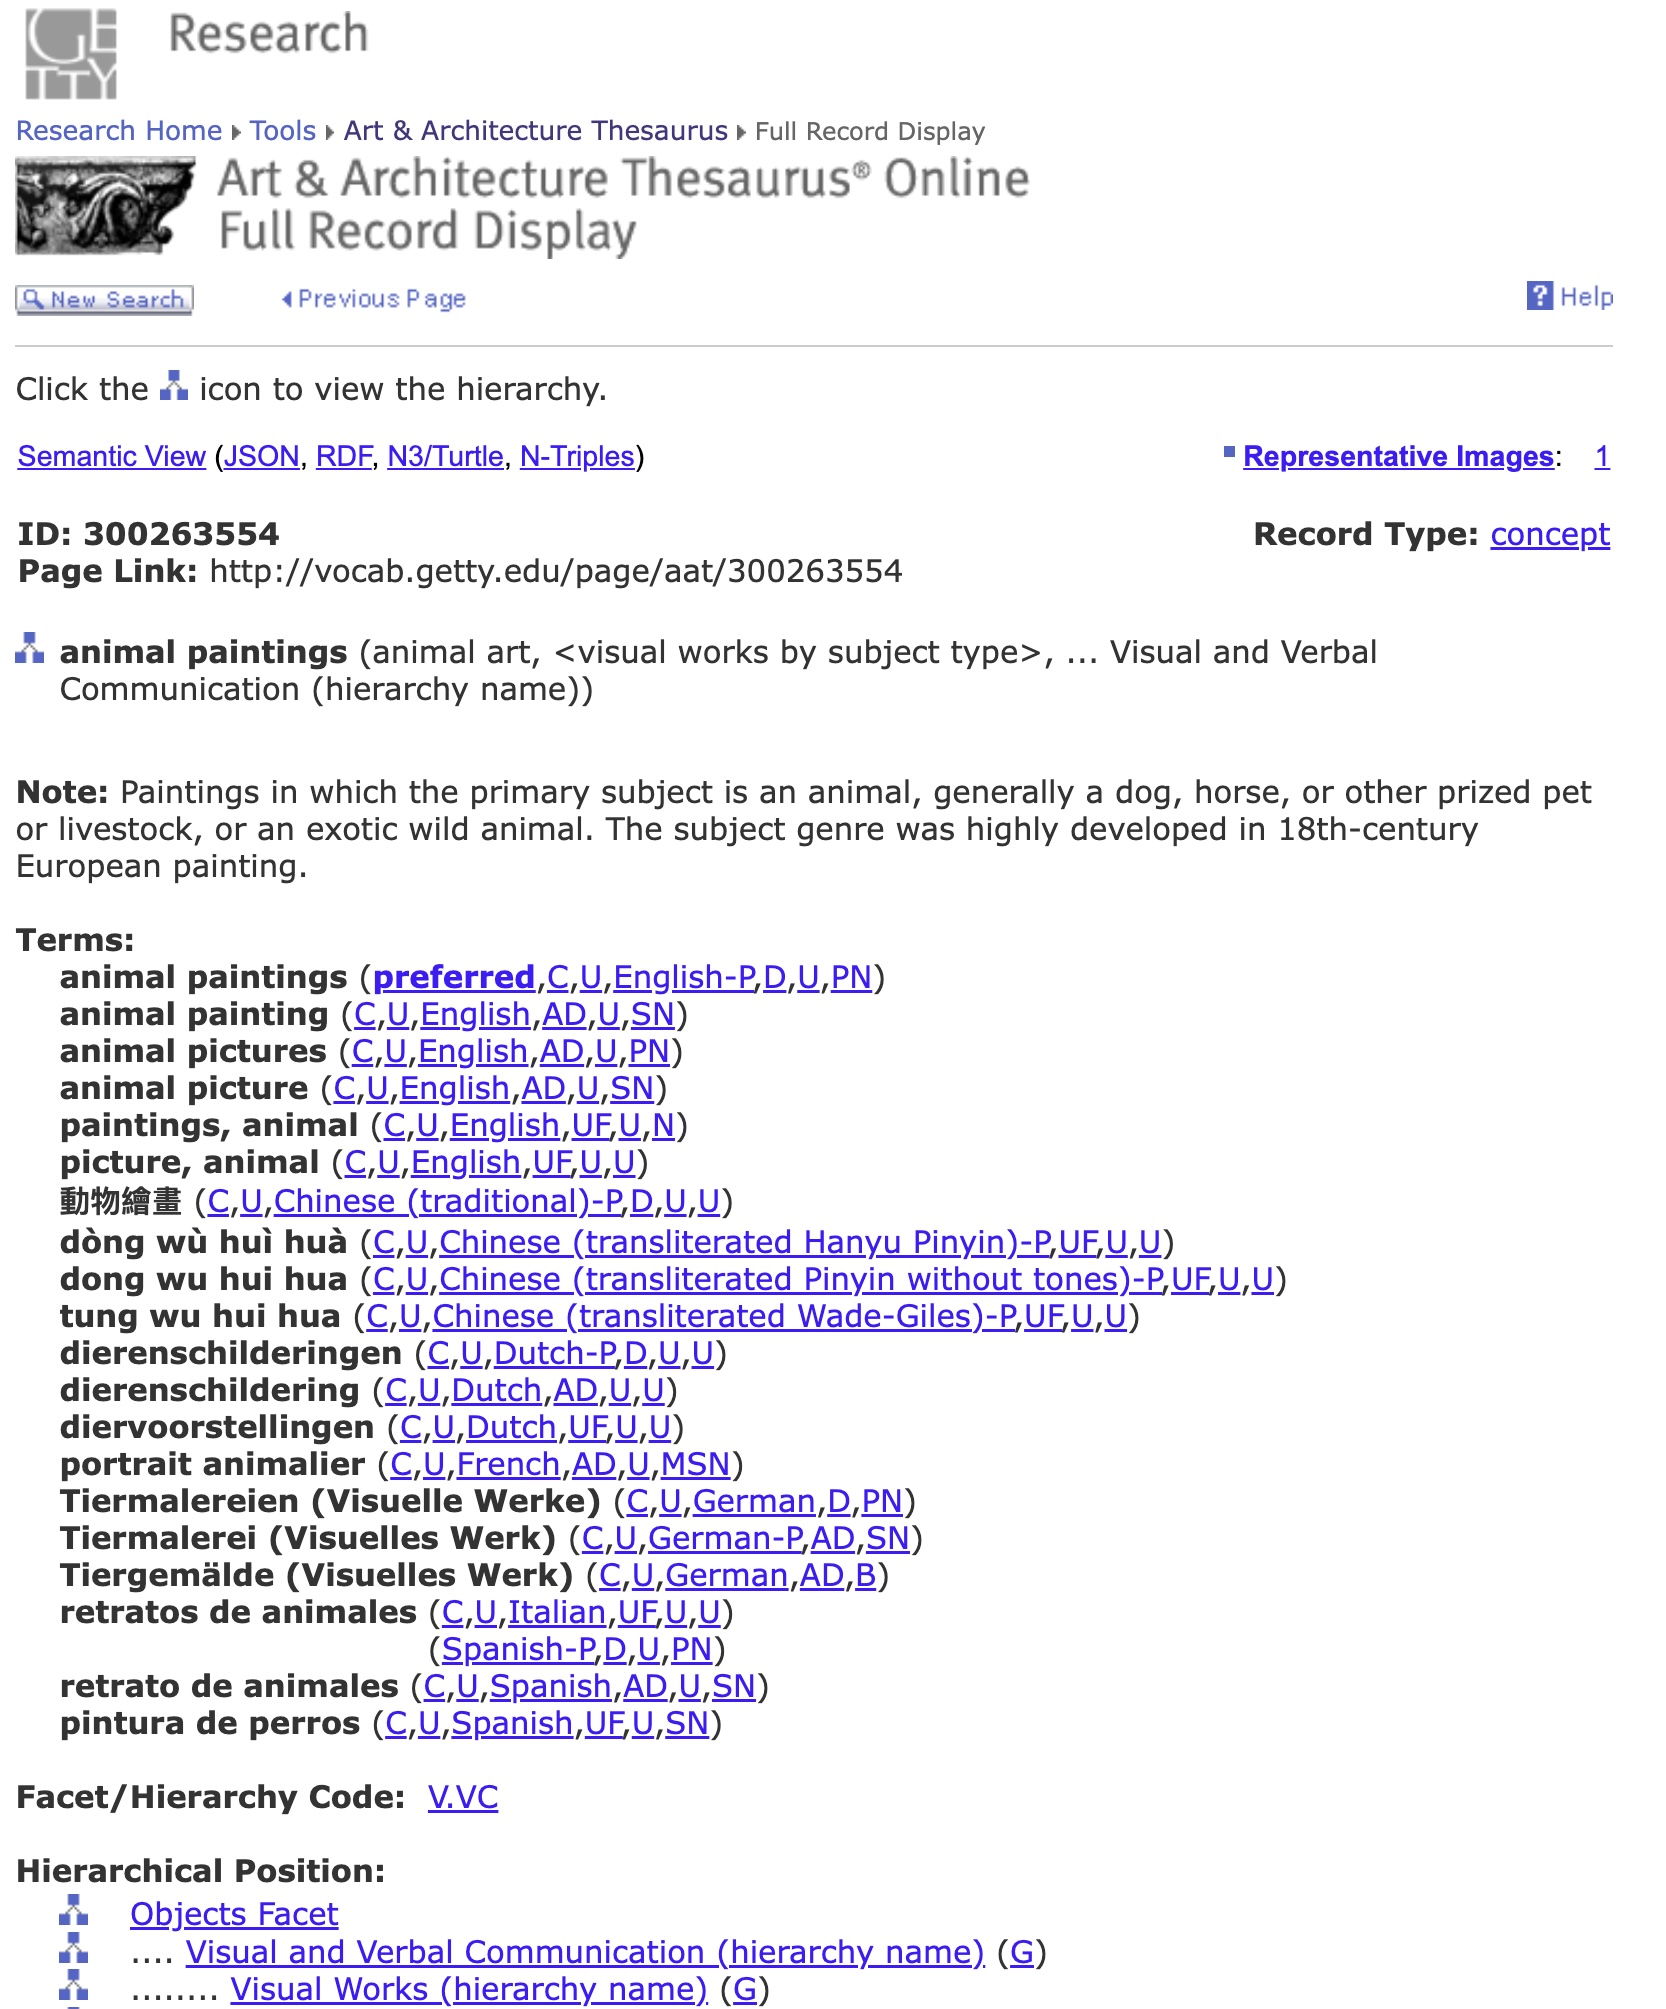 GETTY
Research
Research Home ▸ Tools ▸ Art & Architecture Thesaurus ▸ Full Record Display
Art & Architecture Thesaurus® Online
Full Record Display
New Search
Previous Page
? Help
Click the icon to view the hierarchy.
Semantic View (JSON, RDF, N3/Turtle, N-Triples)
Representative Images: 1
ID: 300263554
Record Type: concept
Page Link: http://vocab.getty.edu/page/aat/300263554
animal paintings (animal art, <visual works by subject type>, ... Visual and Verbal
Communication (hierarchy name))
Note: Paintings in which the primary subject is an animal, generally a dog, horse, or other prized pet
or livestock, or an exotic wild animal. The subject genre was highly developed in 18th-century
European painting.
Terms:
animal paintings (preferred,C,U,English-P,D,U,PN)
animal painting (C,U,English,AD,U,SN)
animal pictures (C,U,English,AD,U,PN)
animal picture (C,U,English,AD,U,SN)
paintings, animal (C,U,English,UF,U,N)
picture, animal (C,U,English,UF,U,U)
動物繪畫 (C,U,Chinese (traditional)-P,D,U,U)
dòng wù huì huà (C,U,Chinese (transliterated Hanyu Pinyin)-P,UF,U,U)
dong wu hui hua (C,U,Chinese (transliterated Pinyin without tones)-P,UF,U,U)
tung wu hui hua (C,U,Chinese (transliterated Wade-Giles)-P,UF,U,U)
dierenschilderingen (C,U,Dutch-P,D,U,U)
dierenschildering (C,U,Dutch,AD,U,U)
diervoorstellingen (C,U,Dutch,UF,U,U)
portrait animalier (C,U,French,AD,U,MSN)
Tiermalereien (Visuelle Werke) (C,U,German,D,PN)
Tiermalerei (Visuelles Werk) (C,U,German-P,AD,SN)
Tiergemälde (Visuelles Werk) (C,U,German,AD,B)
retratos de animales (C,U,Italian,UF,U,U)
(Spanish-P,D,U,PN)
retrato de animales (C,U,Spanish,AD,U,SN)
pintura de perros (C,U,Spanish,UF,U,SN)
Facet/Hierarchy Code: V.VC
Hierarchical Position:
Objects Facet
.... Visual and Verbal Communication (hierarchy name) (G)
........ Visual Works (hierarchy name) (G)